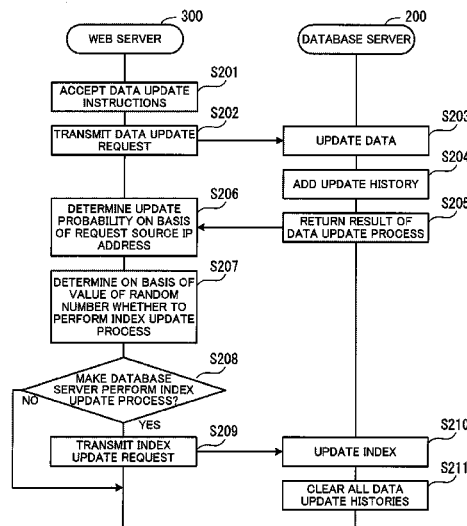 300
WEB SERVER
200
DATABASE SERVER
S201
ACCEPT DATA UPDATE
INSTRUCTIONS
S202
TRANSMIT DATA UPDATE
REQUEST
S203
UPDATE DATA
S204
ADD UPDATE HISTORY
S205
RETURN RESULT OF
DATA UPDATE PROCESS
S206
DETERMINE UPDATE
PROBABILITY ON BASIS
OF REQUEST SOURCE IP
ADDRESS
S207
DETERMINE ON BASIS OF
VALUE OF RANDOM
NUMBER WHETHER TO
PERFORM INDEX UPDATE
PROCESS
S208
MAKE DATABASE
SERVER PERFORM INDEX
UPDATE PROCESS?
NO
YES
S209
TRANSMIT INDEX
UPDATE REQUEST
S210
UPDATE INDEX
S211
CLEAR ALL DATA
UPDATE HISTORIES